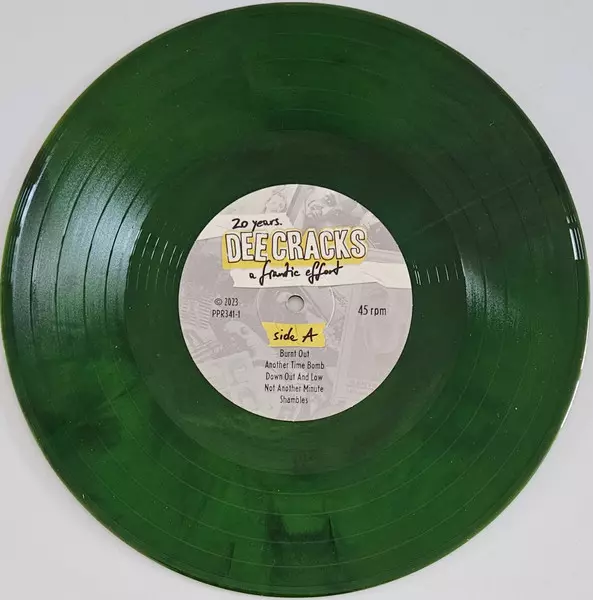 20 years.
DEECRACKS
a frantic effort
© 2023
PPR341-1
45 rpm
side A
Burnt Out
Another Time Bomb
Down Out And Low
Not Another Minute
Shambles